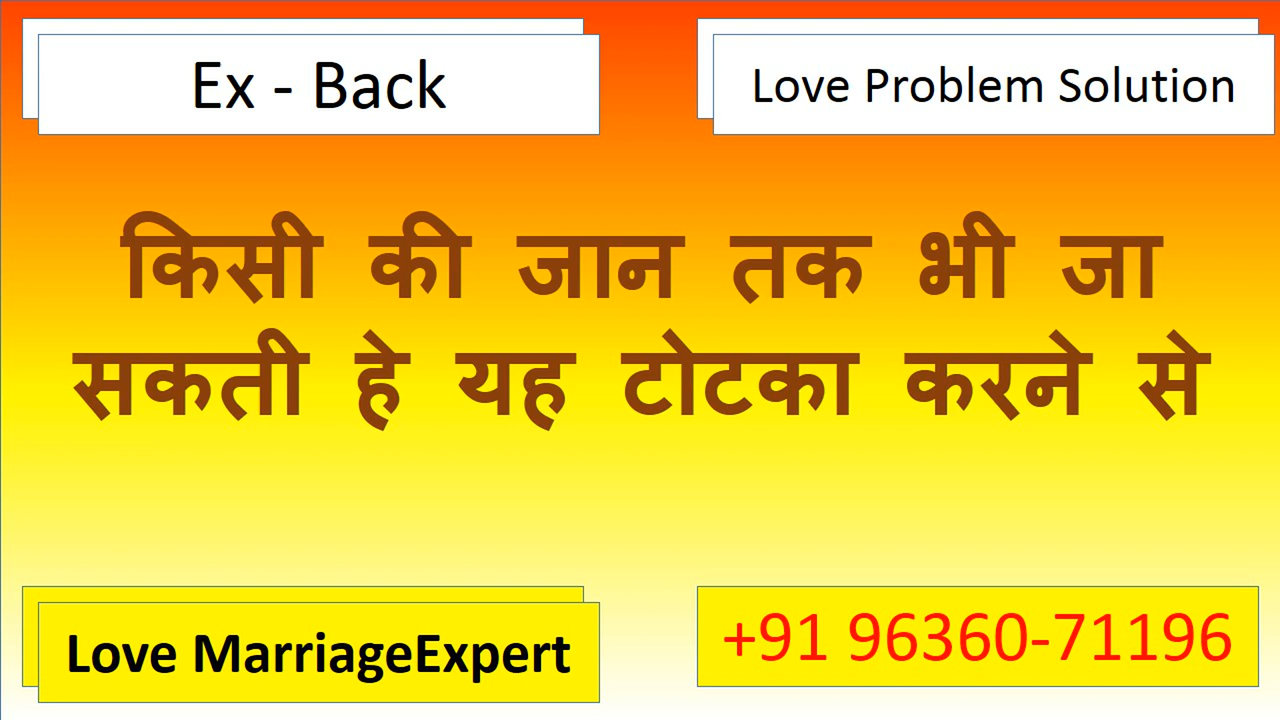 Ex - Back
Love Problem Solution
किसी की जान तक भी जा
सकती हे यह टोटका करने से
Love MarriageExpert
+91 96360-71196